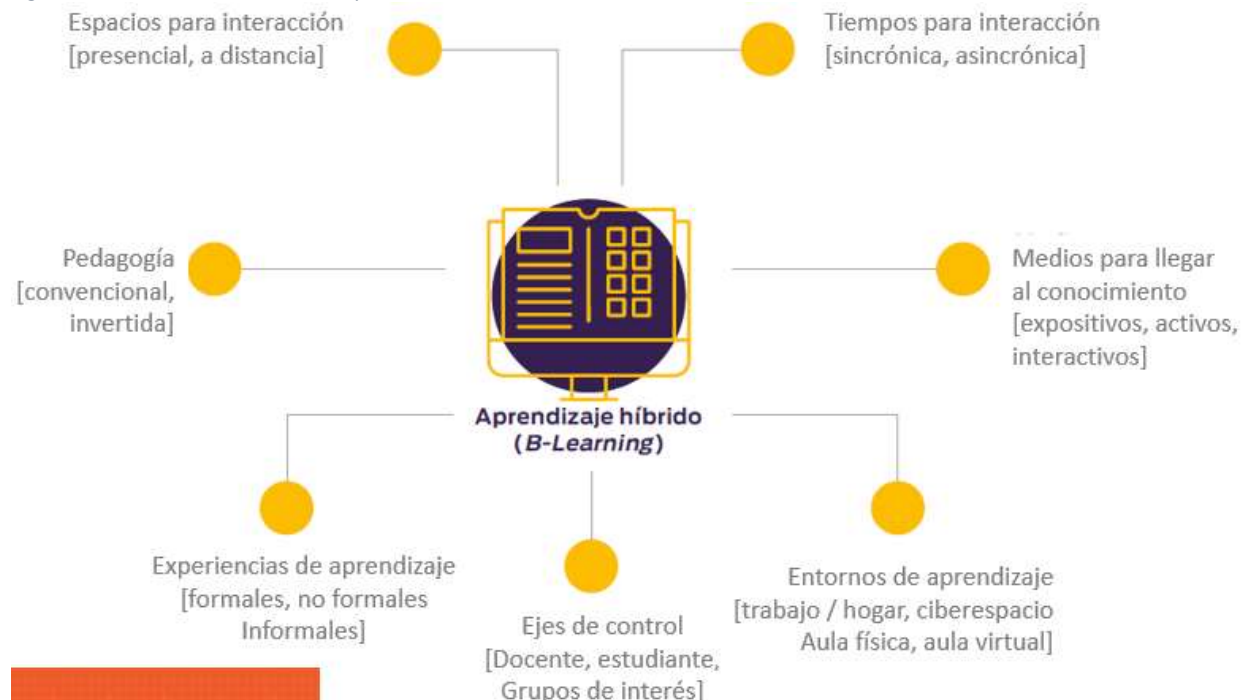 Espacios para interacción
[presencial, a distancia]
Tiempos para interacción
[sincrónica, asincrónica]
Pedagogía
[convencional,
invertida]
Medios para llegar
al conocimiento
[expositivos, activos,
interactivos]
Aprendizaje híbrido
(B-Learning)
Experiencias de aprendizaje
[formales, no formales
Informales]
Ejes de control
[Docente, estudiante,
Grupos de interés]
Entornos de aprendizaje
[trabajo / hogar, ciberespacio
Aula física, aula virtual]